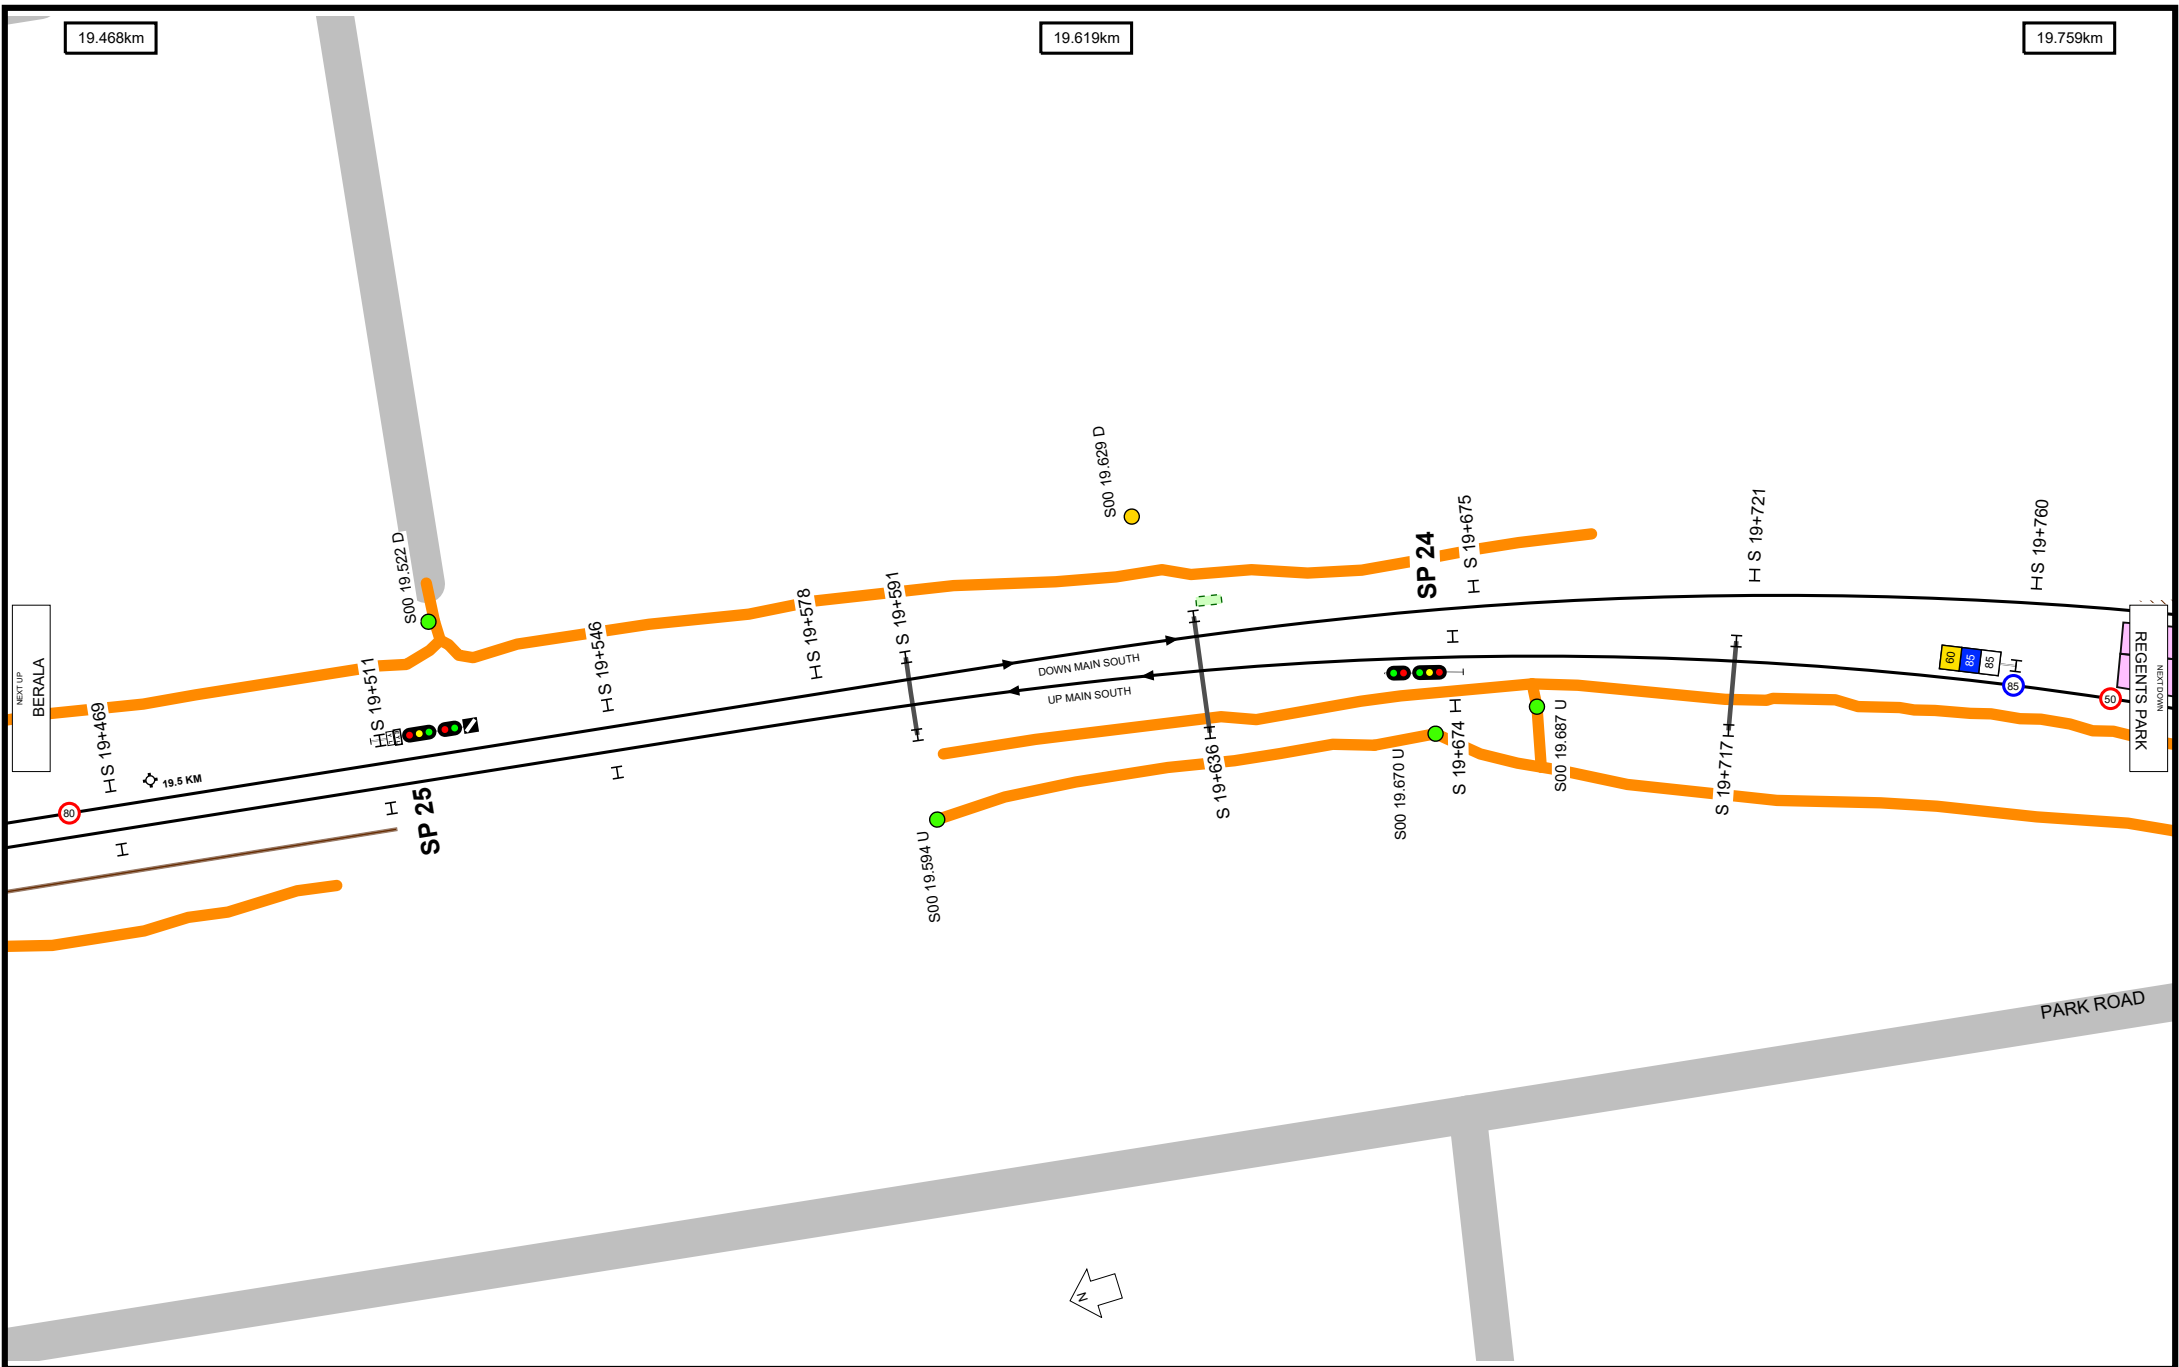 19.468km
19.619km
19.759km
S00 19.629 D
S00 19.522 D
S 19+469
S 19+511
S 19+546
S 19+578
S 19+591
SP 24
S 19+675
S 19+721
S 19+760
NEXT UP
BERALA
19.5 KM
80
SP 25
DOWN MAIN SOUTH
UP MAIN SOUTH
60
85
85
85
50
REGENTS PARK
NEXT DOWN
S00 19.594 U
S 19+636
S00 19.670 U
S 19+674
S00 19.687 U
S 19+717
PARK ROAD
N